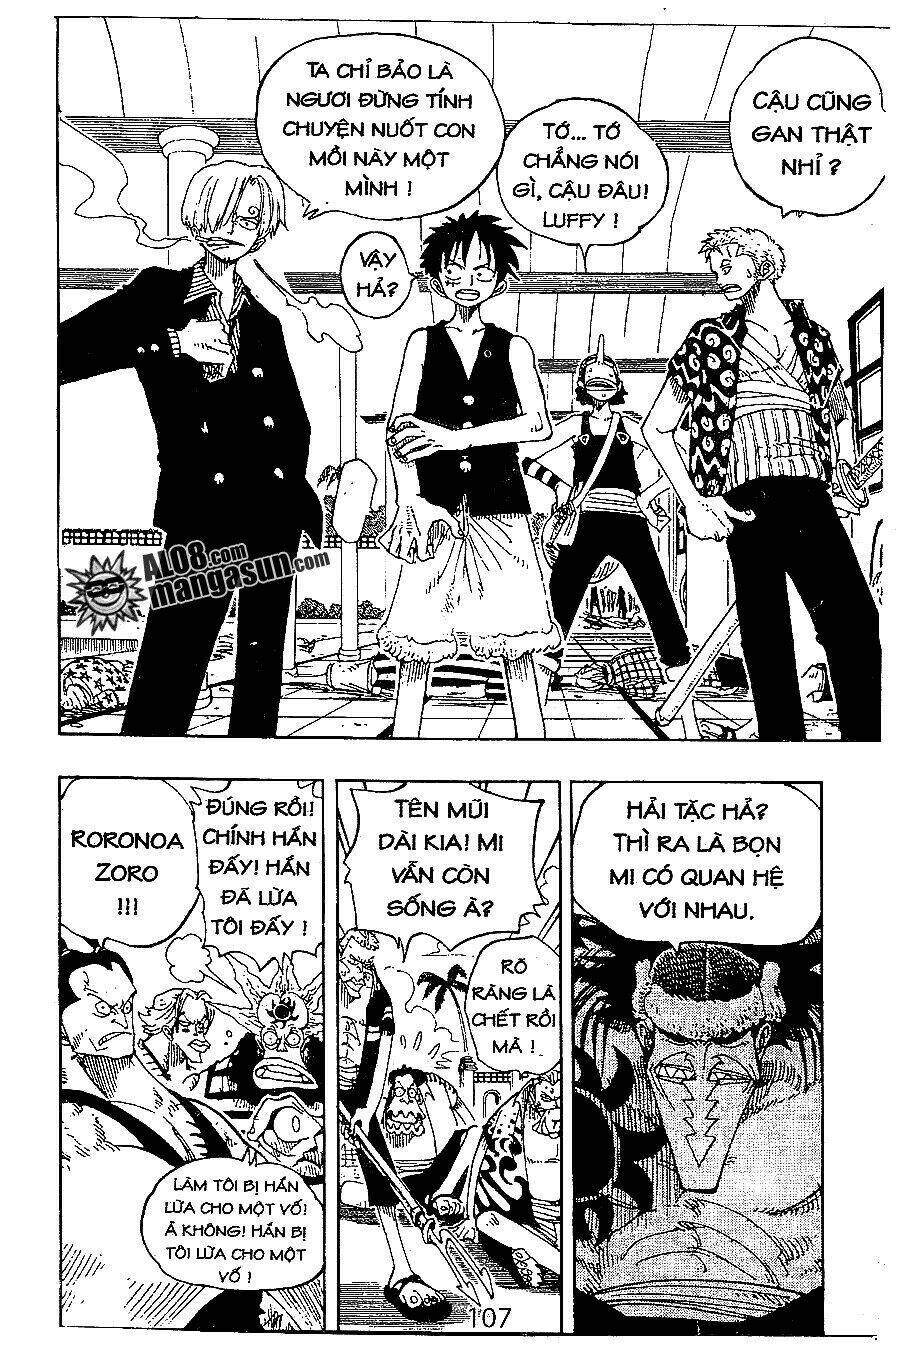 CẬU CŨNG
GAN THẬT
NHỈ ?
TỚ... TỚ
CHẲNG NÓI
GÌ, CẬU ĐÂU!
LUFFY !
TA CHỈ BẢO LÀ
NGƯƠI ĐỪNG TÍNH
CHUYỆN NUỐT CON
MỒI NÀY MỘT
MÌNH !
VẬY
HẢ?
AL08.com
mangasun.com
HẢI TẶC HẢ?
THÌ RA LÀ BỌN
MI CÓ QUAN HỆ
VỚI NHAU.
TÊN MŨI
DÀI KIA! MI
VẪN CÒN
SỐNG À?
RÕ
RÀNG LÀ
CHẾT RỒI
MÀ !
ĐÚNG RỒI!
CHÍNH HẮN
ĐẤY! HẮN
ĐÃ LỪA
TÔI ĐẤY !
RORONOA
ZORO
!!!
LÀM TÔI BỊ HẮN
LỪA CHO MỘT VỐ!
À KHÔNG! HẮN BỊ
TÔI LỪA CHO MỘT
VỐ !
107